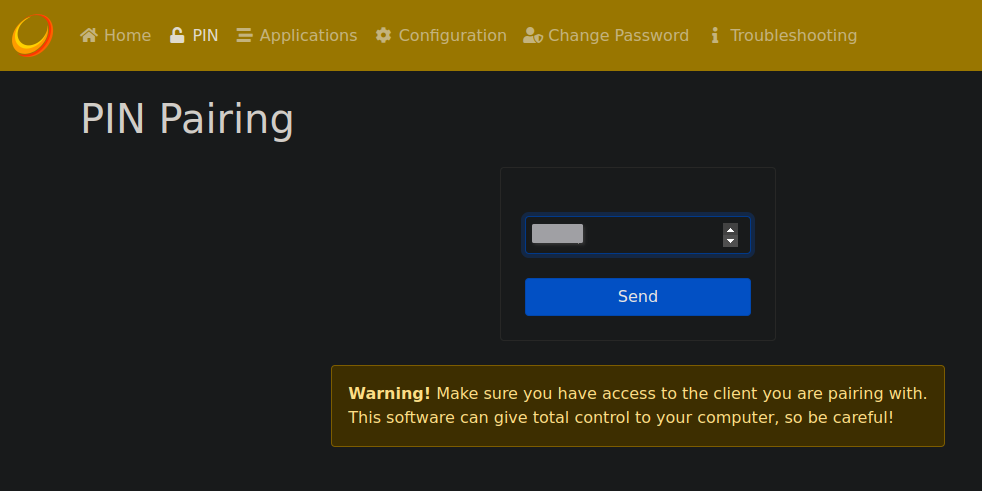 Home PIN Applications Configuration Change Password Troubleshooting
PIN Pairing
Send
Warning! Make sure you have access to the client you are pairing with.
This software can give total control to your computer, so be careful!